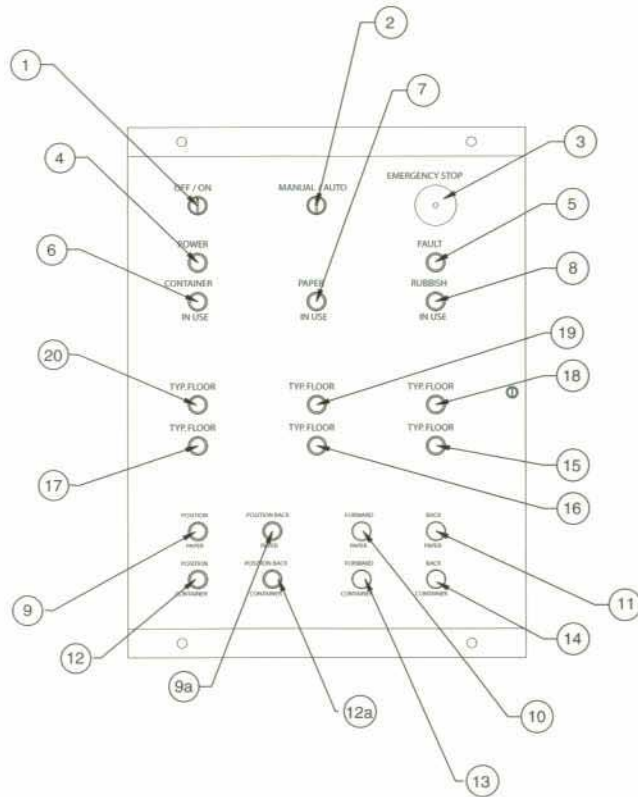 2
1
7
3
EMERGENCY STOP
OFF / ON
MANUAL / AUTO
4
5
POWER
FAULT
6
8
CONTAINER
PAPER
RUBBISH
IN USE
IN USE
IN USE
19
20
18
TYP. FLOOR
TYP. FLOOR
TYP. FLOOR
TYP. FLOOR
TYP. FLOOR
TYP. FLOOR
15
17
16
POSITION
POSITION BACK
FORWARD
BACK
PAPER
PAPER
PAPER
PAPER
POSITION
POSITION BACK
FORWARD
BACK
CONTAINER
CONTAINER
CONTAINER
CONTAINER
9
11
12
14
9a
12a
10
13